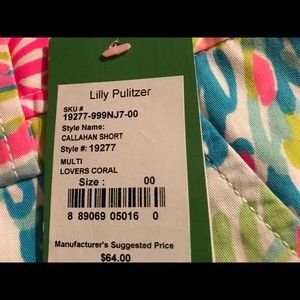 Lilly Pulitzer
SKU #
19277-999NJ7-00
Style Name:
CALLAHAN SHORT
Style #: 19277
MULTI
LOVERS CORAL
Size : 00
8 89069 05016 0
Manufacturer's Suggested Price
$64.00